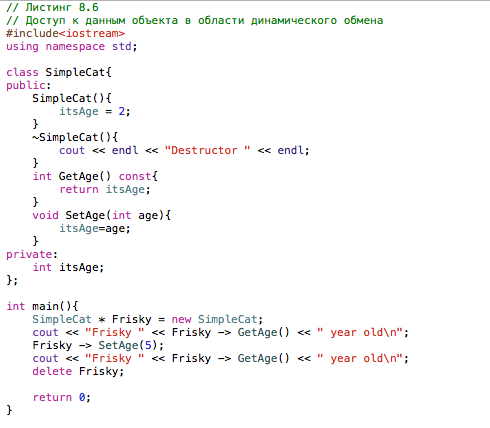 // Листинг 8.6
// Доступ к данным объекта в области динамического обмена
#include<iostream>
using namespace std;

class SimpleCat{
public:
    SimpleCat(){
        itsAge = 2;
    }
    ~SimpleCat(){
        cout << endl << "Destructor " << endl;
    }
    int GetAge() const{
        return itsAge;
    }
    void SetAge(int age){
        itsAge=age;
    }
private:
    int itsAge;
};

int main(){
    SimpleCat * Frisky = new SimpleCat;
    cout << "Frisky " << Frisky -> GetAge() << " year old\n";
    Frisky -> SetAge(5);
    cout << "Frisky " << Frisky -> GetAge() << " year old\n";
    delete Frisky;

    return 0;
}